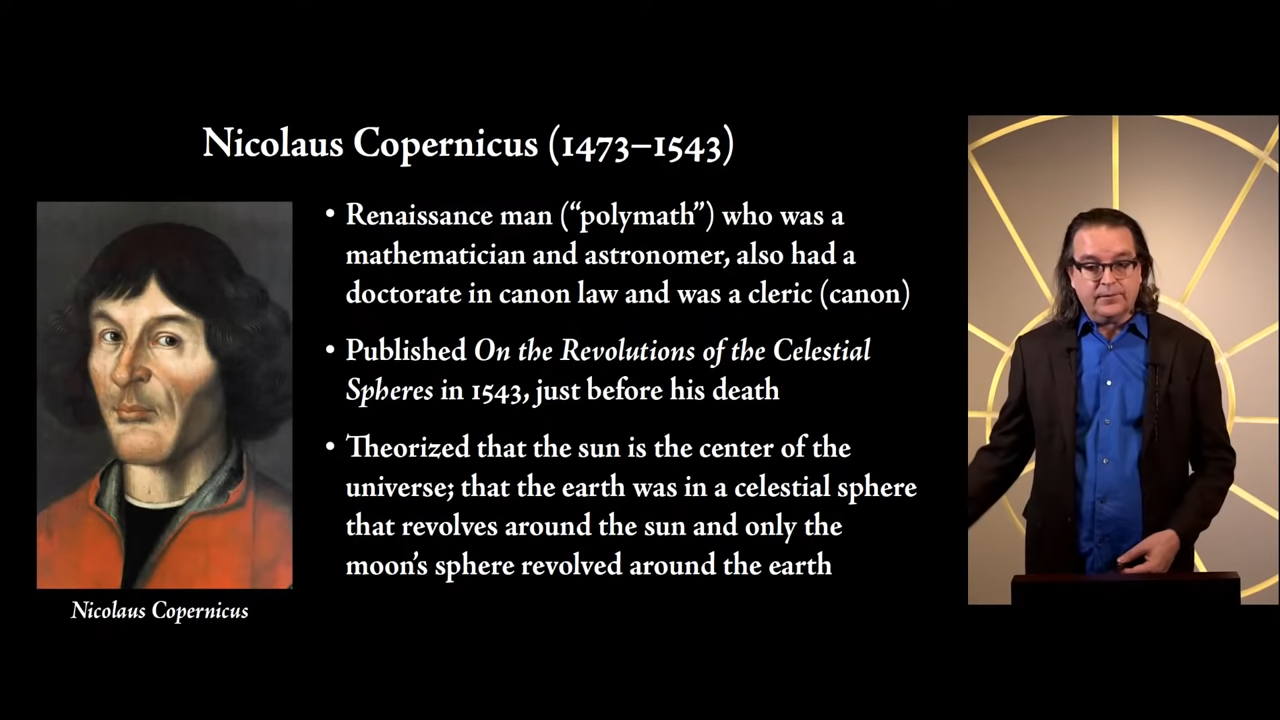 Nicolaus Copernicus (1473–1543)
• Renaissance man (“polymath”) who was a
mathematician and astronomer, also had a
doctorate in canon law and was a cleric (canon)
• Published On the Revolutions of the Celestial
Spheres in 1543, just before his death
• Theorized that the sun is the center of the
universe; that the earth was in a celestial sphere
that revolves around the sun and only the
moon’s sphere revolved around the earth
Nicolaus Copernicus